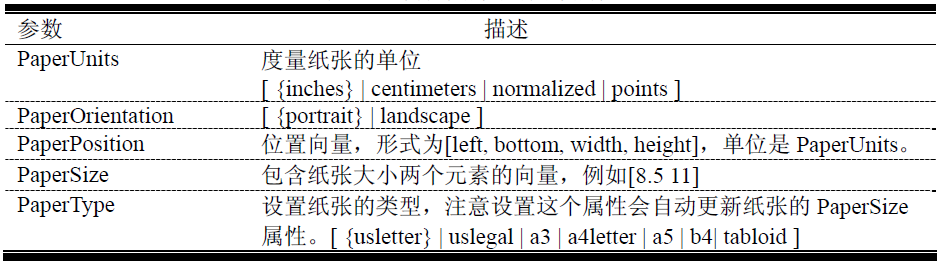 参数 描述
PaperUnits 度量纸张的单位
[ {inches} | centimeters | normalized | points ]
PaperOrientation [ {portrait} | landscape ]
PaperPosition 位置向量，形式为[left, bottom, width, height]，单位是 PaperUnits。
PaperSize 包含纸张大小两个元素的向量，例如[8.5 11]
PaperType 设置纸张的类型，注意设置这个属性会自动更新纸张的 PaperSize
属性。[ {usletter} | uslegal | a3 | a4letter | a5 | b4| tabloid ]